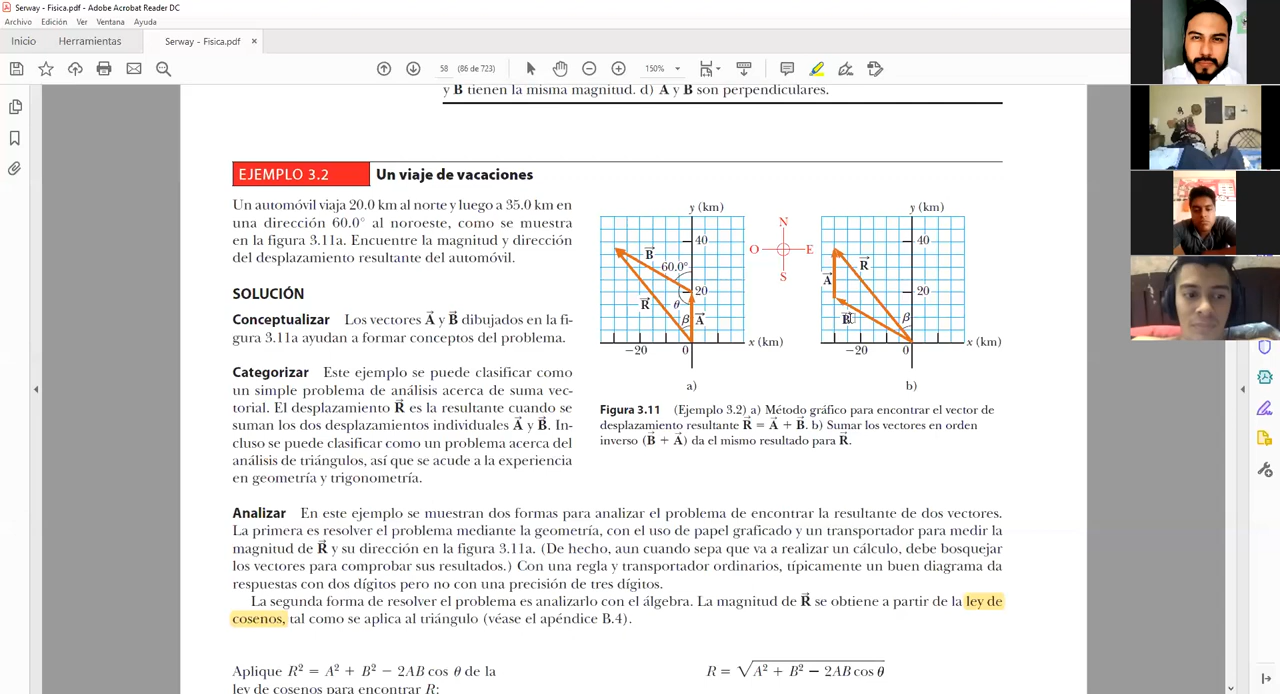 Serway - Fisica.pdf - Adobe Acrobat Reader DC
Archivo Edición Ver Ventana Ayuda
Inicio Herramientas Serway - Fisica.pdf ×
58 (86 de 723) 150%
y B tienen la misma magnitud. d) A y B son perpendiculares.
EJEMPLO 3.2 Un viaje de vacaciones
Un automóvil viaja 20.0 km al norte y luego a 35.0 km en
una dirección 60.0° al noroeste, como se muestra
en la figura 3.11a. Encuentre la magnitud y dirección
del desplazamiento resultante del automóvil.
SOLUCIÓN
Conceptualizar Los vectores A⃗ y B⃗ dibujados en la fi-
gura 3.11a ayudan a formar conceptos del problema.
Categorizar Este ejemplo se puede clasificar como
un simple problema de análisis acerca de suma vec-
torial. El desplazamiento R⃗ es la resultante cuando se
suman los dos desplazamientos individuales A⃗ y B⃗. In-
cluso se puede clasificar como un problema acerca del
análisis de triángulos, así que se acude a la experiencia
en geometría y trigonometría.
y (km)
40
B⃗
60.0°
20
R⃗ θ
β A⃗
x (km)
−20 0
a)
N
O E
S
y (km)
40
R⃗
A⃗
20
B⃗ β
x (km)
−20 0
b)
Figura 3.11 (Ejemplo 3.2) a) Método gráfico para encontrar el vector de
desplazamiento resultante R⃗ = A⃗ + B⃗. b) Sumar los vectores en orden
inverso (B⃗ + A⃗) da el mismo resultado para R⃗.
Analizar En este ejemplo se muestran dos formas para analizar el problema de encontrar la resultante de dos vectores.
La primera es resolver el problema mediante la geometría, con el uso de papel graficado y un transportador para medir la
magnitud de R⃗ y su dirección en la figura 3.11a. (De hecho, aun cuando sepa que va a realizar un cálculo, debe bosquejar
los vectores para comprobar sus resultados.) Con una regla y transportador ordinarios, típicamente un buen diagrama da
respuestas con dos dígitos pero no con una precisión de tres dígitos.
La segunda forma de resolver el problema es analizarlo con el álgebra. La magnitud de R⃗ se obtiene a partir de la ley de
cosenos, tal como se aplica al triángulo (véase el apéndice B.4).
Aplique R² = A² + B² − 2AB cos θ de la
ley de cosenos para encontrar R:
R = √(A² + B² − 2AB cos θ)